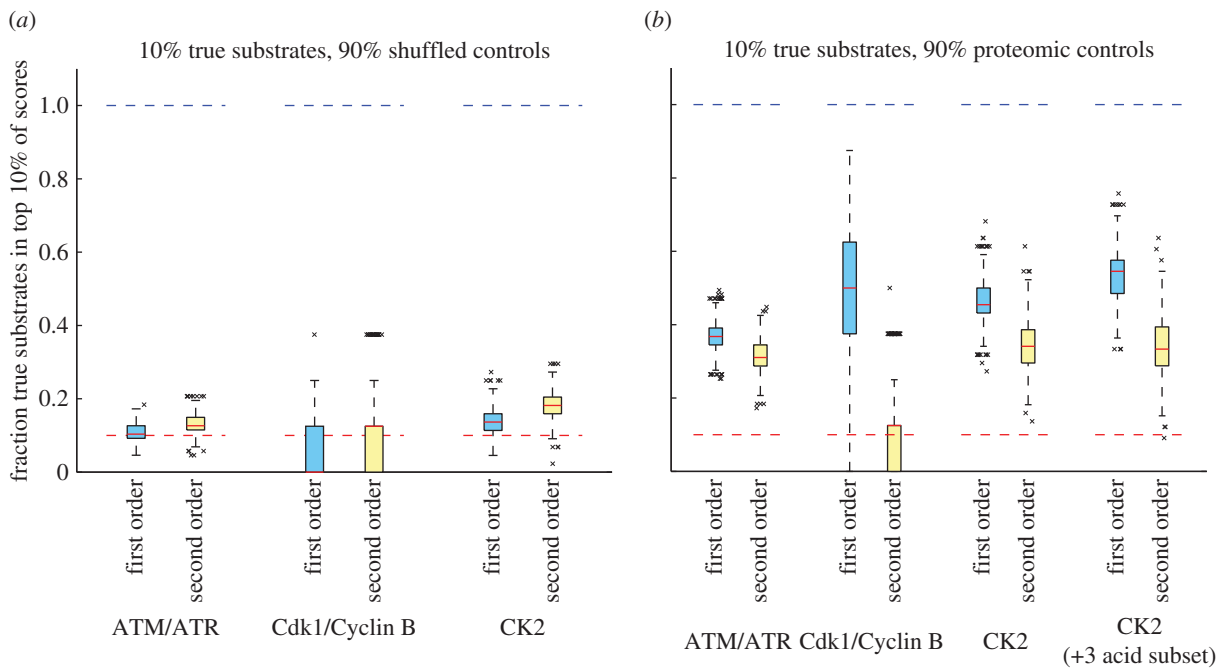 (a)
10% true substrates, 90% shuffled controls
fraction true substrates in top 10% of scores
1.0
0.8
0.6
0.4
0.2
0
first order
second order
first order
second order
first order
second order
ATM/ATR
Cdk1/Cyclin B
CK2
(b)
10% true substrates, 90% proteomic controls
first order
second order
first order
second order
first order
second order
first order
second order
ATM/ATR
Cdk1/Cyclin B
CK2
CK2
(+3 acid subset)